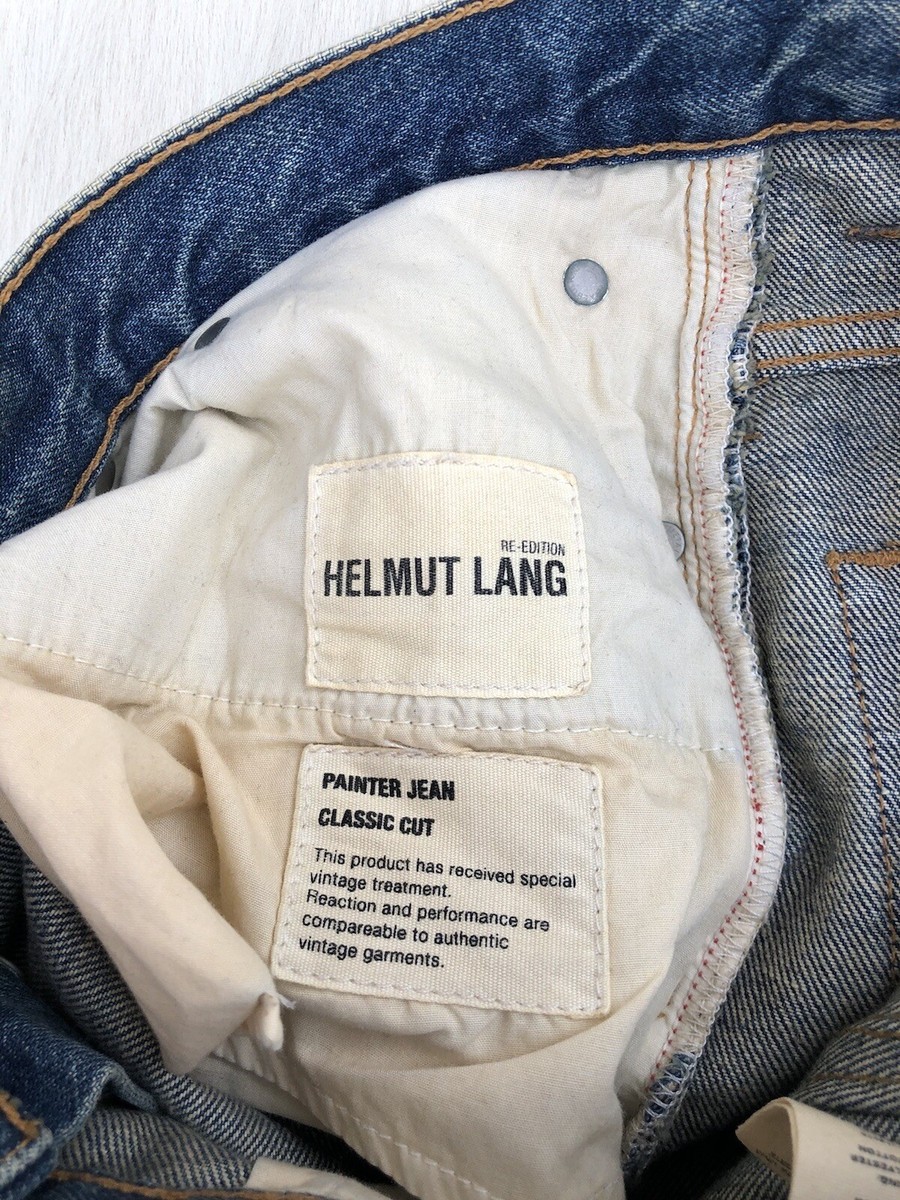 RE-EDITION
HELMUT LANG
PAINTER JEAN
CLASSIC CUT
This product has received special
vintage treatment.
Reaction and performance are
compareable to authentic
vintage garments.